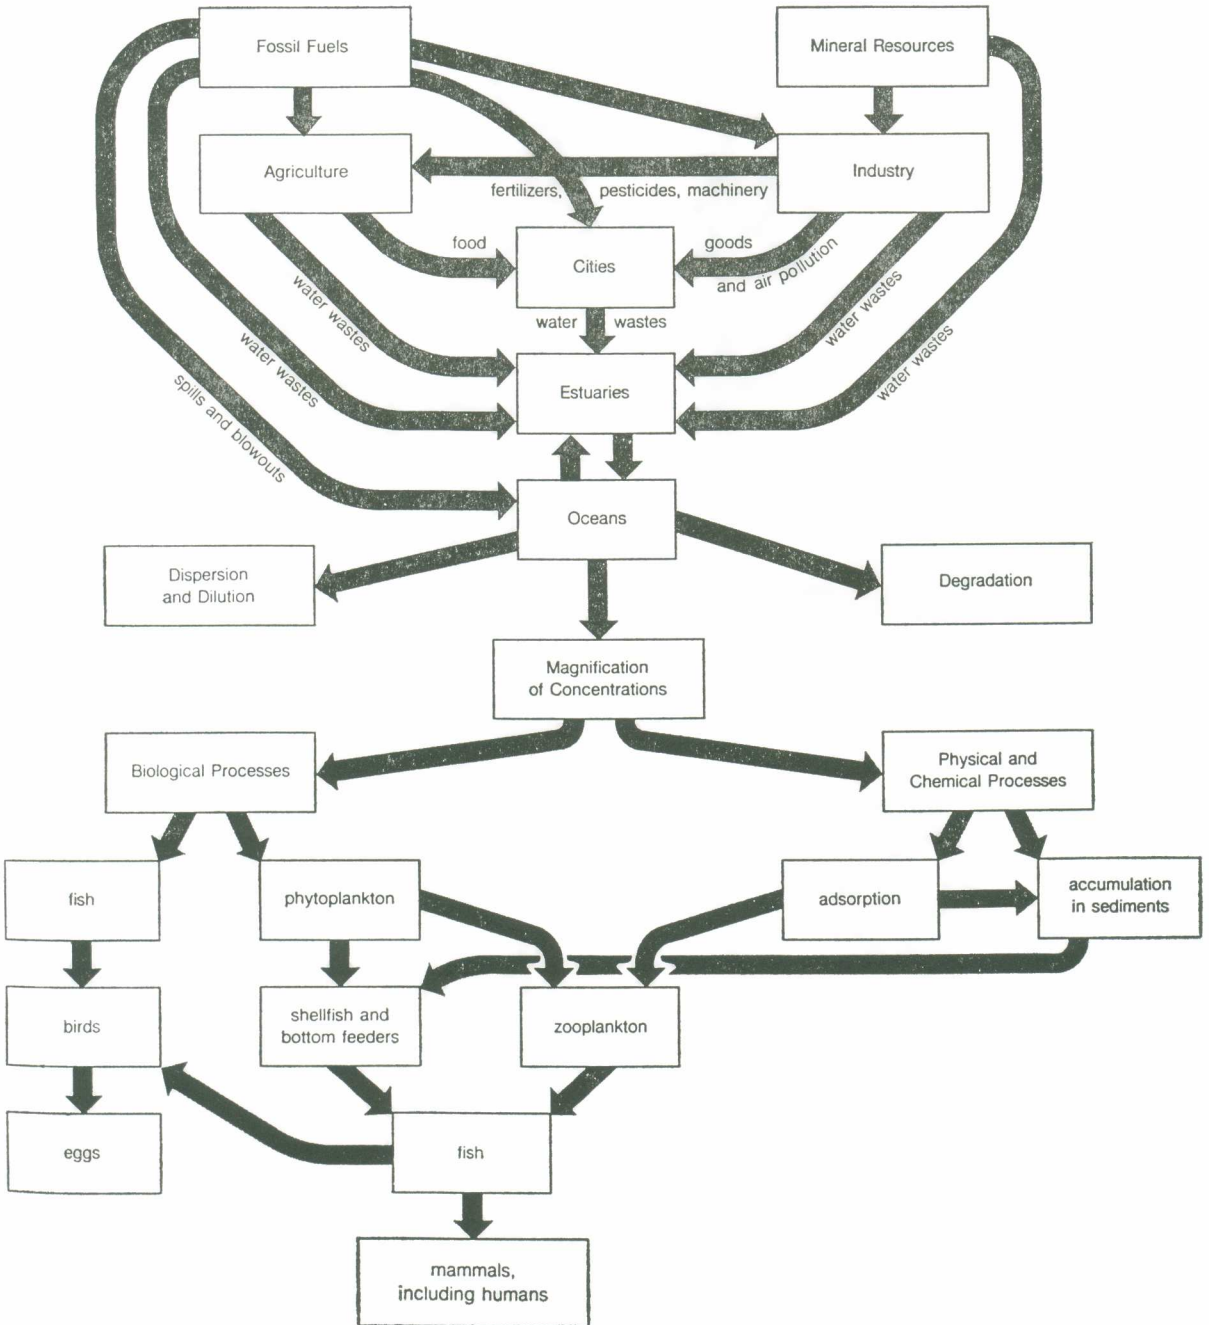 Fossil Fuels
Mineral Resources
Agriculture
Industry
fertilizers, pesticides, machinery
food
Cities
goods
and air pollution
water wastes
water wastes
water wastes
water wastes
water wastes
spills and blowouts
Estuaries
Oceans
Dispersion
and Dilution
Degradation
Magnification
of Concentrations
Biological Processes
Physical and
Chemical Processes
fish
phytoplankton
adsorption
accumulation
in sediments
birds
shellfish and
bottom feeders
zooplankton
eggs
fish
mammals,
including humans